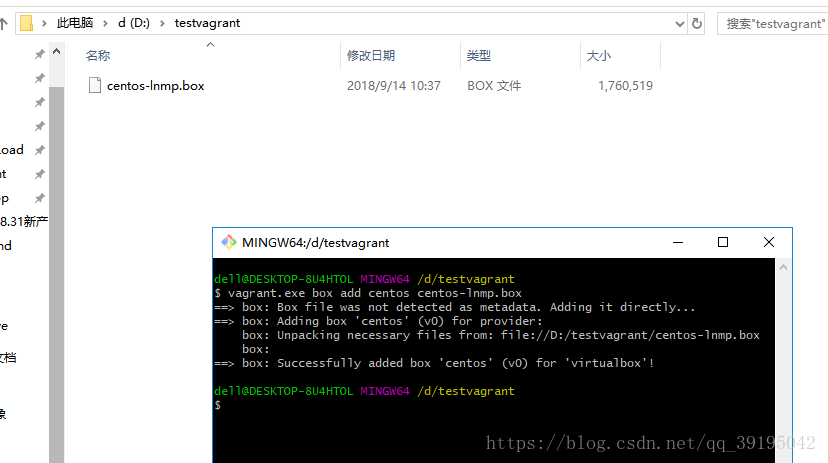 此电脑 > d (D:) > testvagrant
搜索"testvagrant"
名称 修改日期 类型 大小
centos-lnmp.box 2018/9/14 10:37 BOX 文件 1,760,519
oad
nt
p
8.31新产
nd
ve
文档
象
MINGW64:/d/testvagrant
dell@DESKTOP-8U4HTOL MINGW64 /d/testvagrant
$ vagrant.exe box add centos centos-lnmp.box
==> box: Box file was not detected as metadata. Adding it directly...
==> box: Adding box 'centos' (v0) for provider:
box: Unpacking necessary files from: file://D:/testvagrant/centos-lnmp.box
box:
==> box: Successfully added box 'centos' (v0) for 'virtualbox'!
dell@DESKTOP-8U4HTOL MINGW64 /d/testvagrant
$
https://blog.csdn.net/qq_39195042